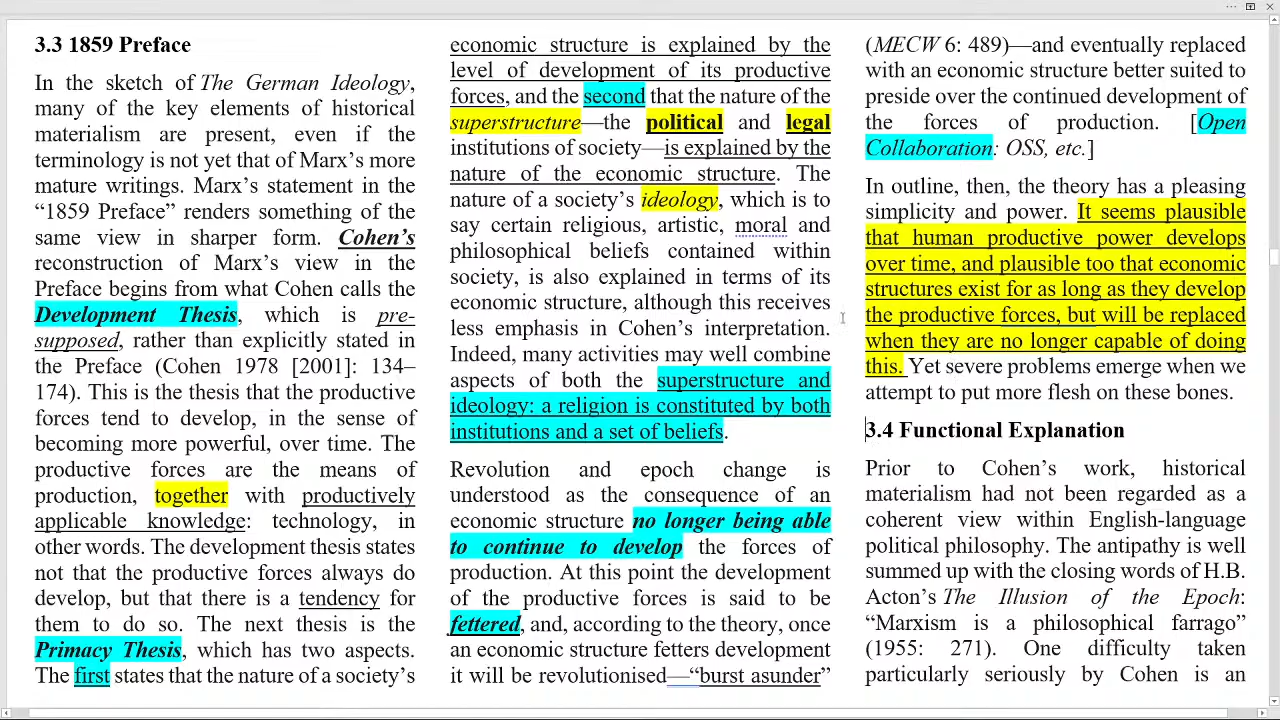 3.3 1859 Preface
In the sketch of The German Ideology,
many of the key elements of historical
materialism are present, even if the
terminology is not yet that of Marx’s more
mature writings. Marx’s statement in the
“1859 Preface” renders something of the
same view in sharper form. Cohen’s
reconstruction of Marx’s view in the
Preface begins from what Cohen calls the
Development Thesis, which is pre-
supposed, rather than explicitly stated in
the Preface (Cohen 1978 [2001]: 134–
174). This is the thesis that the productive
forces tend to develop, in the sense of
becoming more powerful, over time. The
productive forces are the means of
production, together with productively
applicable knowledge: technology, in
other words. The development thesis states
not that the productive forces always do
develop, but that there is a tendency for
them to do so. The next thesis is the
Primacy Thesis, which has two aspects.
The first states that the nature of a society’s
economic structure is explained by the
level of development of its productive
forces, and the second that the nature of the
superstructure—the political and legal
institutions of society—is explained by the
nature of the economic structure. The
nature of a society’s ideology, which is to
say certain religious, artistic, moral and
philosophical beliefs contained within
society, is also explained in terms of its
economic structure, although this receives
less emphasis in Cohen’s interpretation.
Indeed, many activities may well combine
aspects of both the superstructure and
ideology: a religion is constituted by both
institutions and a set of beliefs.
Revolution and epoch change is
understood as the consequence of an
economic structure no longer being able
to continue to develop the forces of
production. At this point the development
of the productive forces is said to be
fettered, and, according to the theory, once
an economic structure fetters development
it will be revolutionised—“burst asunder”
(MECW 6: 489)—and eventually replaced
with an economic structure better suited to
preside over the continued development of
the forces of production. [Open
Collaboration: OSS, etc.]
In outline, then, the theory has a pleasing
simplicity and power. It seems plausible
that human productive power develops
over time, and plausible too that economic
structures exist for as long as they develop
the productive forces, but will be replaced
when they are no longer capable of doing
this. Yet severe problems emerge when we
attempt to put more flesh on these bones.
3.4 Functional Explanation
Prior to Cohen’s work, historical
materialism had not been regarded as a
coherent view within English-language
political philosophy. The antipathy is well
summed up with the closing words of H.B.
Acton’s The Illusion of the Epoch:
“Marxism is a philosophical farrago”
(1955: 271). One difficulty taken
particularly seriously by Cohen is an